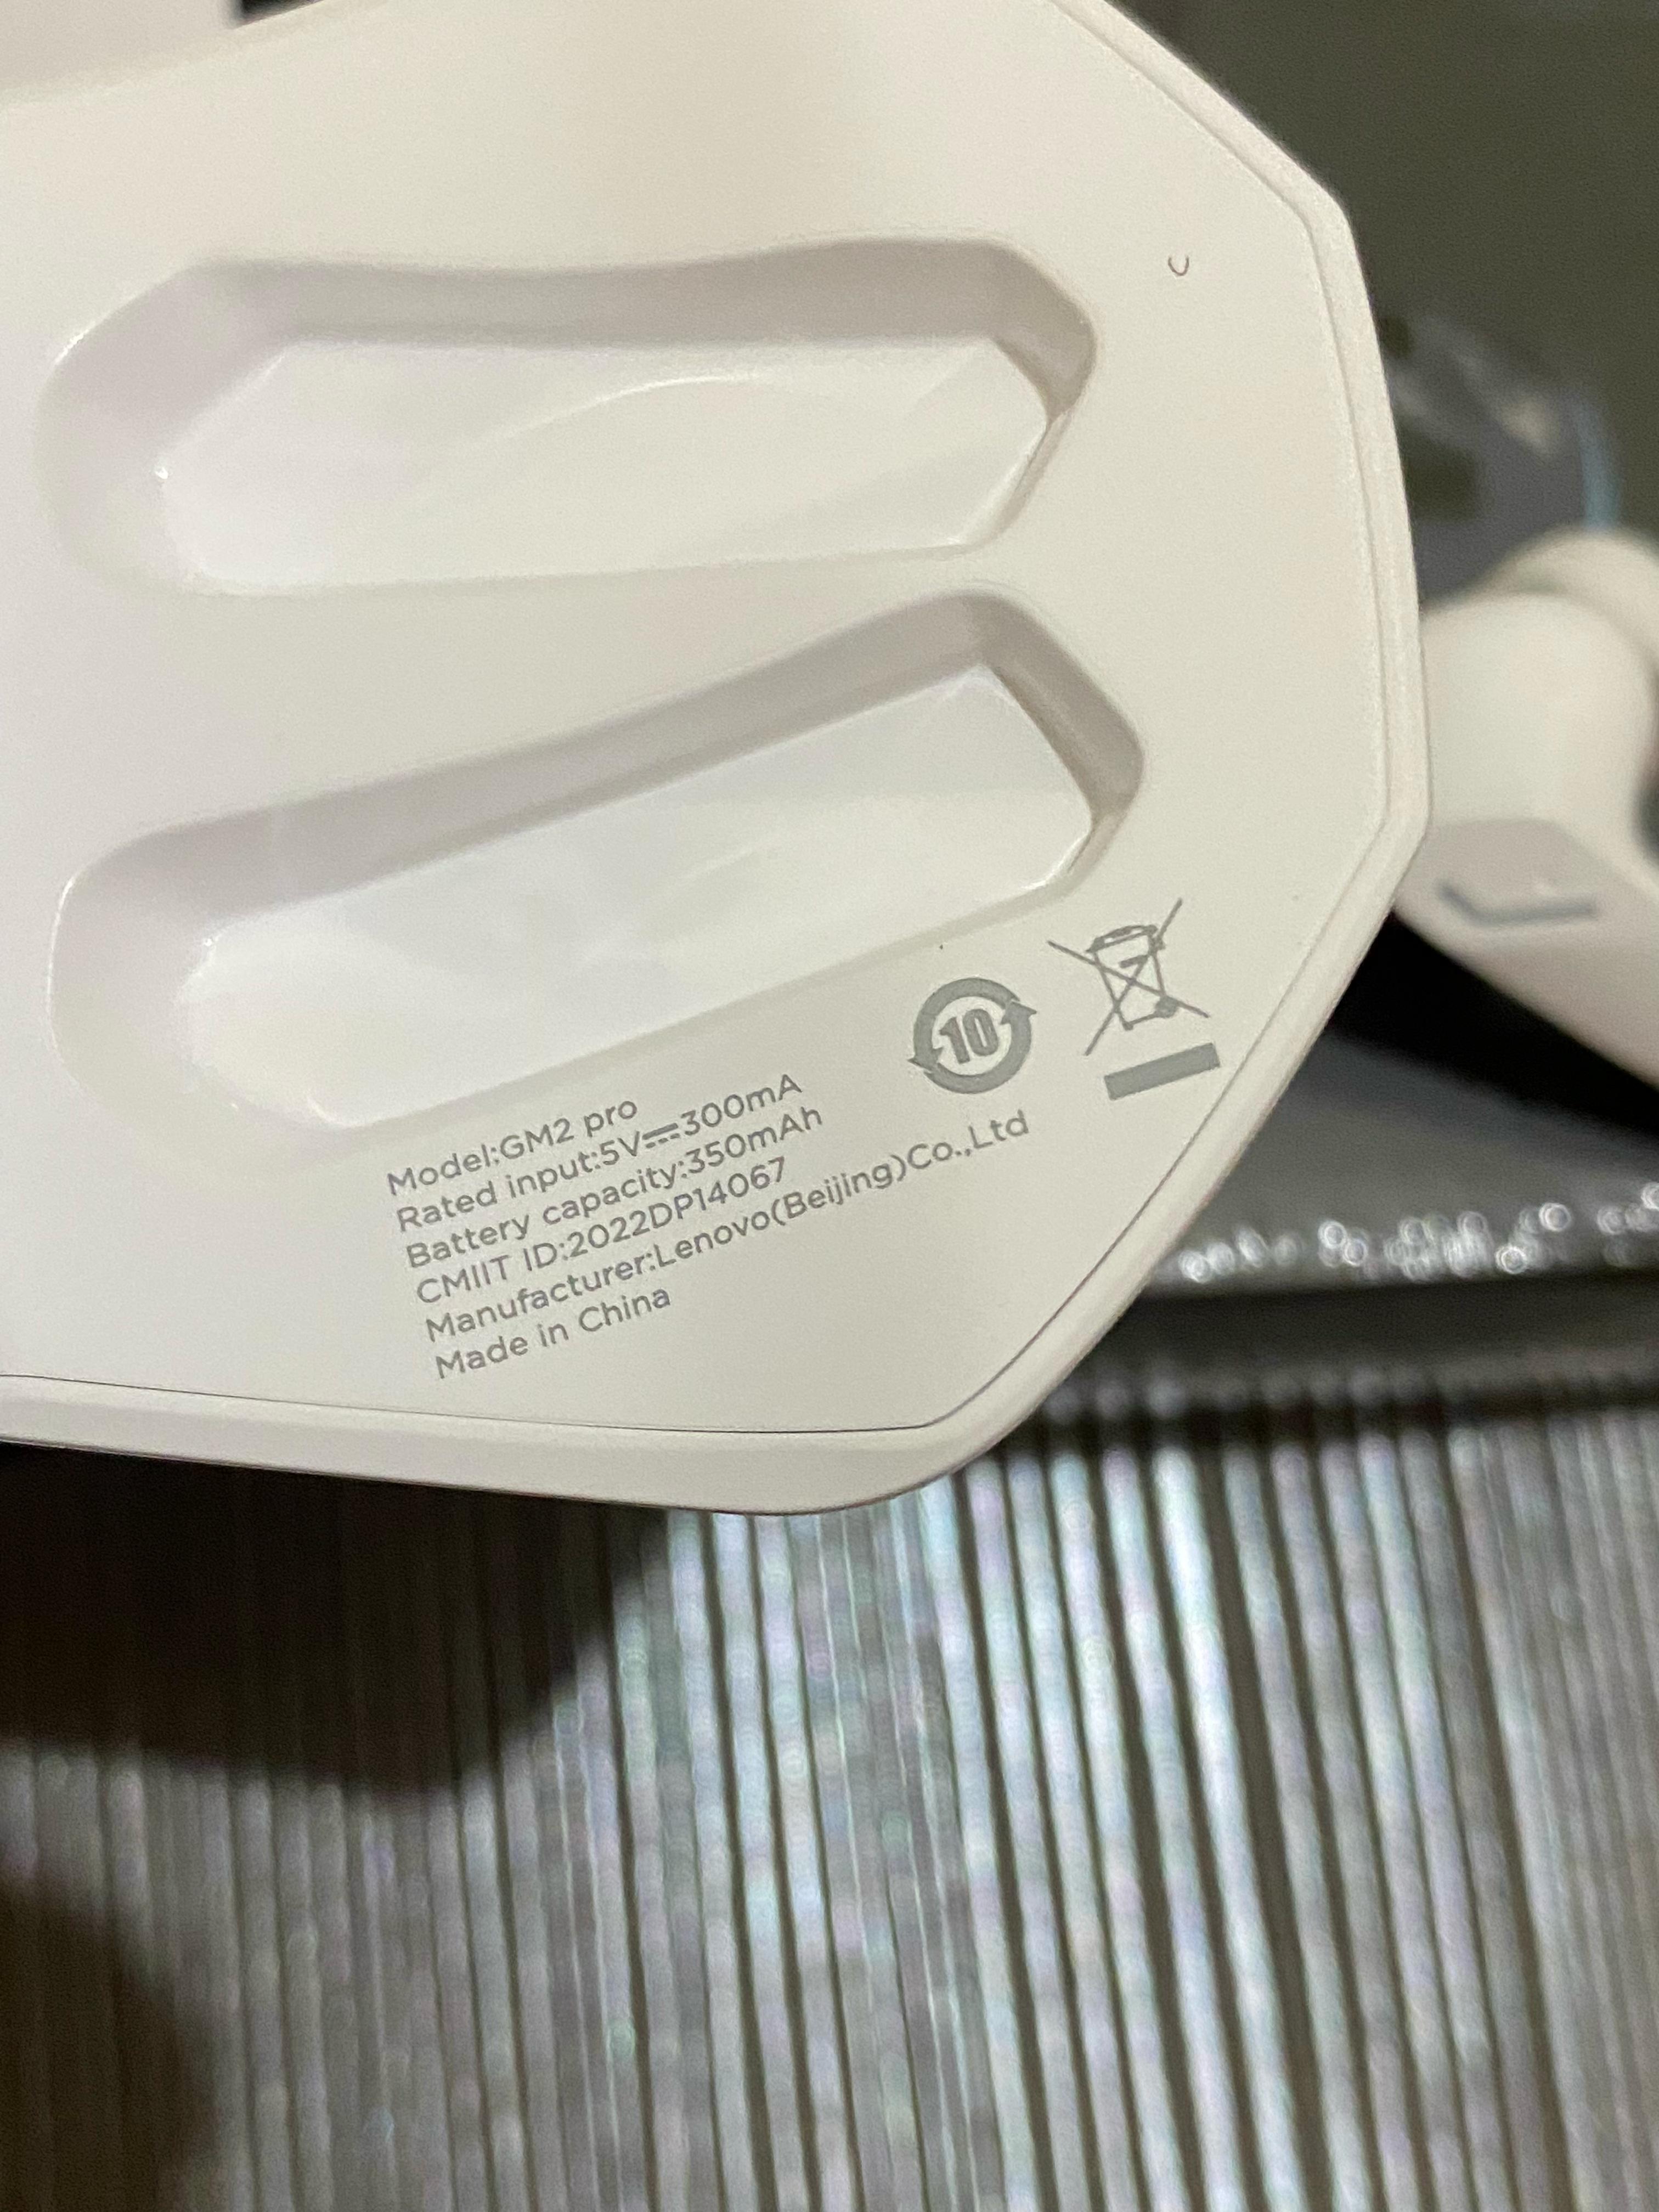 10
Model:GM2 pro
Rated input:5V⎓300mA
Battery capacity:350mAh
CMIIT ID:2022DP14067
Manufacturer:Lenovo(Beijing)Co.,Ltd
Made in China